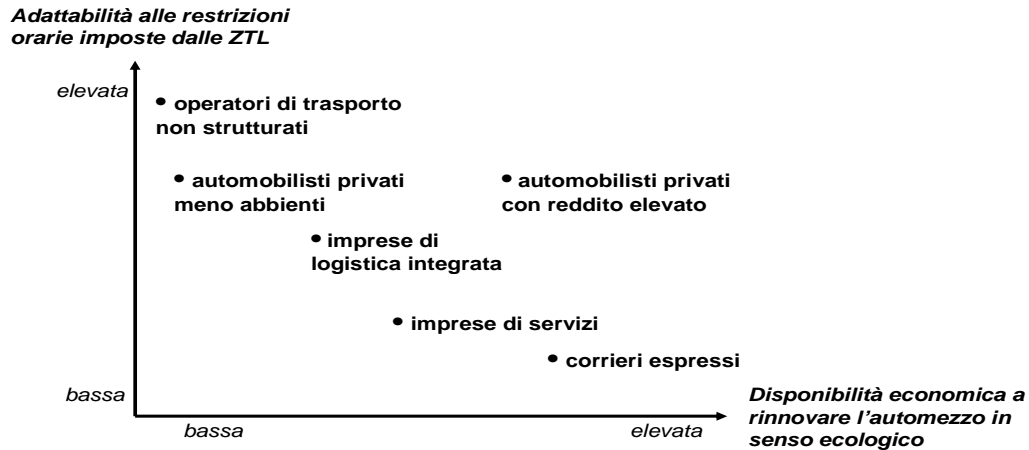 Adattabilità alle restrizioni
orarie imposte dalle ZTL
elevata
• operatori di trasporto
non strutturati
• automobilisti privati
meno abbienti
• automobilisti privati
con reddito elevato
• imprese di
logistica integrata
• imprese di servizi
• corrieri espressi
bassa
bassa
elevata
Disponibilità economica a
rinnovare l'automezzo in
senso ecologico